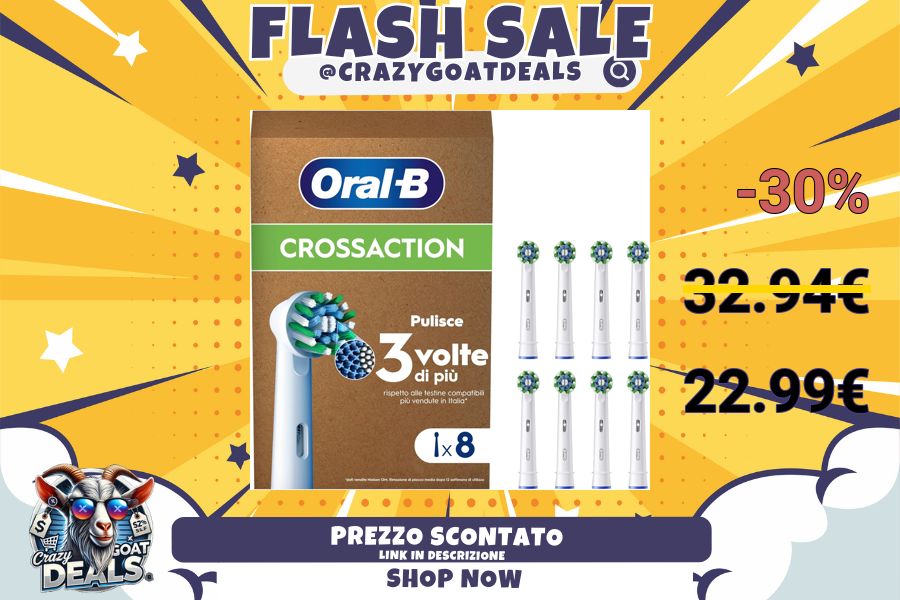 FLASH SALE
@CRAZYGOATDEALS
Oral-B
CROSSACTION
Pulisce
3 volte
di più
rispetto alle testine compatibili
più vendute in Italia*
x8
-30%
32.94€
22.99€
PREZZO SCONTATO
LINK IN DESCRIZIONE
SHOP NOW
$
52%
Crazy
GOAT
DEALS